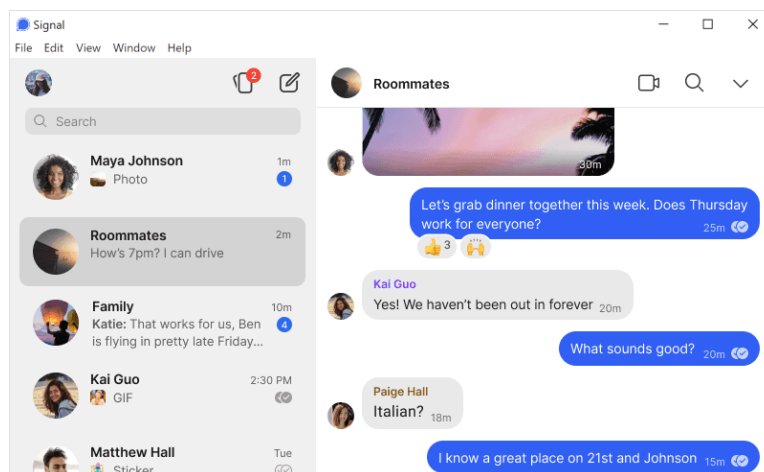 Signal
File Edit View Window Help
2
Search
Maya Johnson 1m
Photo 1
Roommates 2m
How's 7pm? I can drive
Family 10m
Katie: That works for us, Ben 4
is flying in pretty late Friday...
Kai Guo 2:30 PM
GIF
Matthew Hall Tue
Sticker
Roommates
30m
Let's grab dinner together this week. Does Thursday
work for everyone? 25m
3
Kai Guo
Yes! We haven't been out in forever 20m
What sounds good? 20m
Paige Hall
Italian? 18m
I know a great place on 21st and Johnson 15m